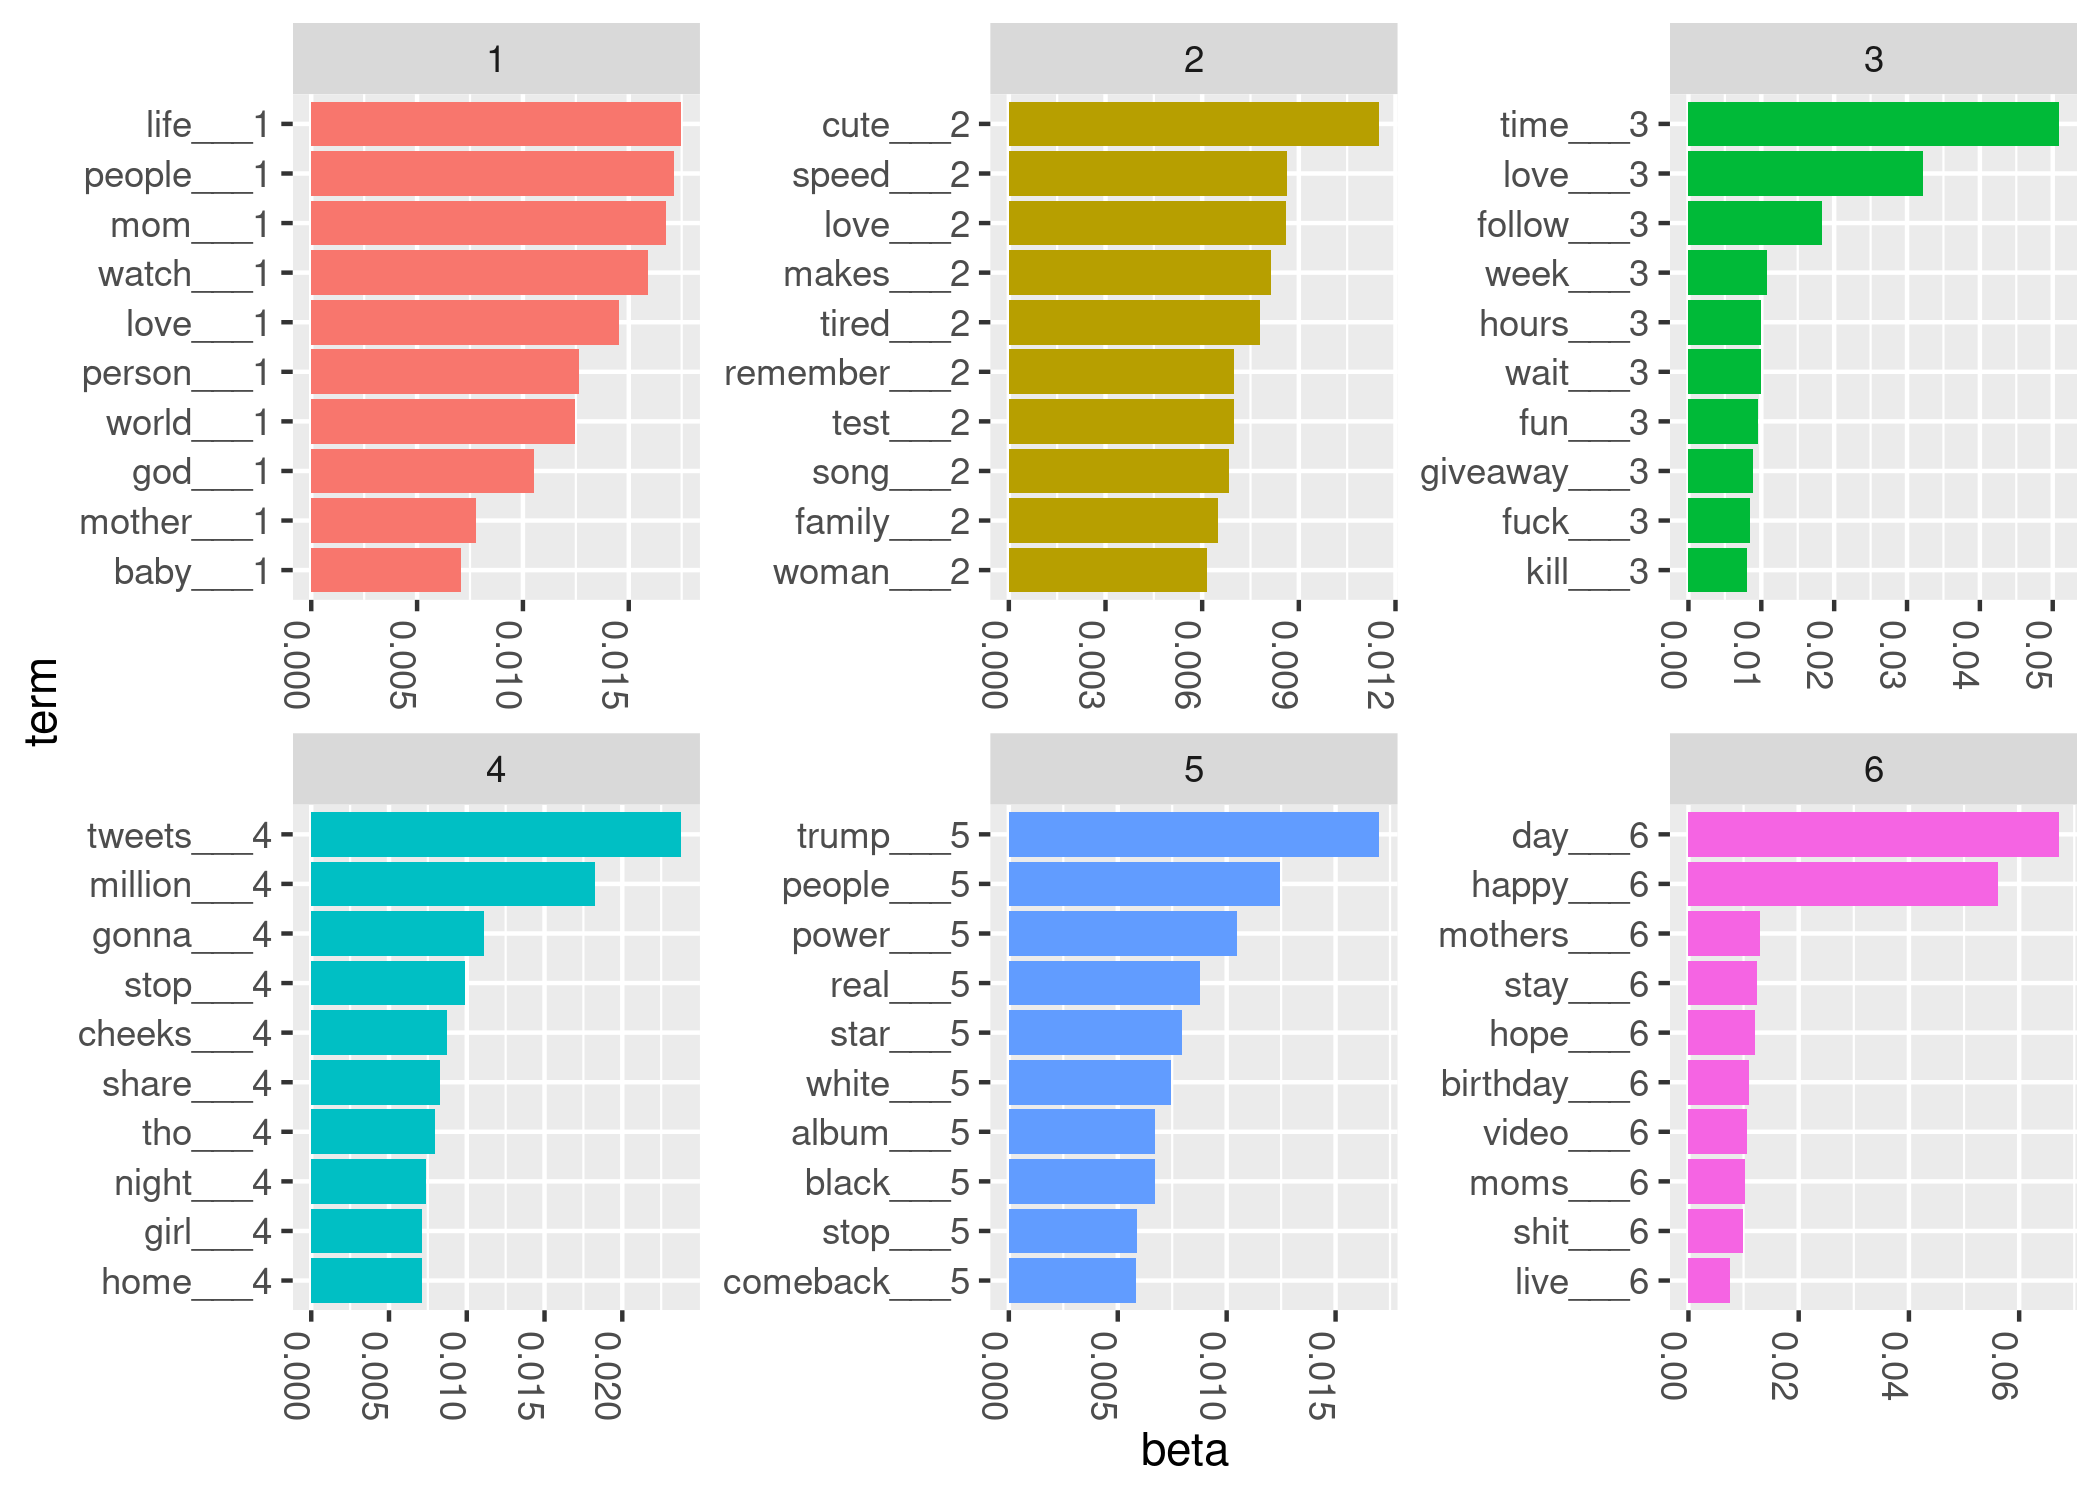 1
life___1
people___1
mom___1
watch___1
love___1
person___1
world___1
god___1
mother___1
baby___1
0.000 0.005 0.010 0.015
2
cute___2
speed___2
love___2
makes___2
tired___2
remember___2
test___2
song___2
family___2
woman___2
0.000 0.003 0.006 0.009 0.012
3
time___3
love___3
follow___3
week___3
hours___3
wait___3
fun___3
giveaway___3
fuck___3
kill___3
0.00 0.01 0.02 0.03 0.04 0.05
term
4
tweets___4
million___4
gonna___4
stop___4
cheeks___4
share___4
tho___4
night___4
girl___4
home___4
0.000 0.005 0.010 0.015 0.020
5
trump___5
people___5
power___5
real___5
star___5
white___5
album___5
black___5
stop___5
comeback___5
0.000 0.005 0.010 0.015
6
day___6
happy___6
mothers___6
stay___6
hope___6
birthday___6
video___6
moms___6
shit___6
live___6
0.00 0.02 0.04 0.06
beta